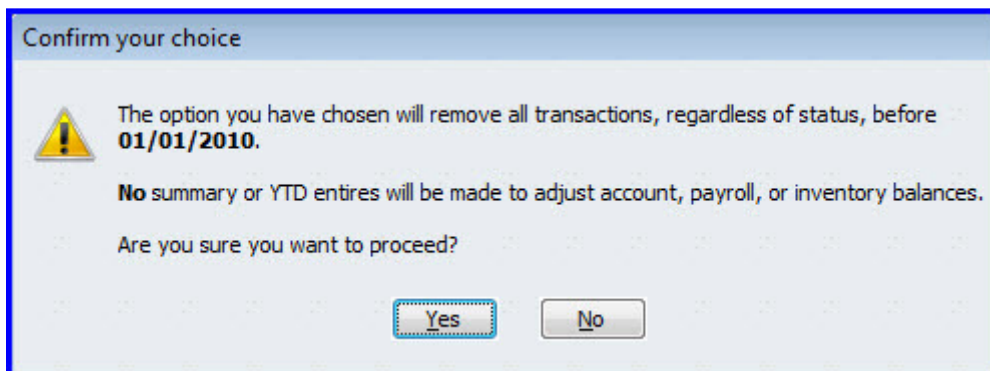 Confirm your choice
The option you have chosen will remove all transactions, regardless of status, before
01/01/2010.
No summary or YTD entires will be made to adjust account, payroll, or inventory balances.
Are you sure you want to proceed?
Yes
No